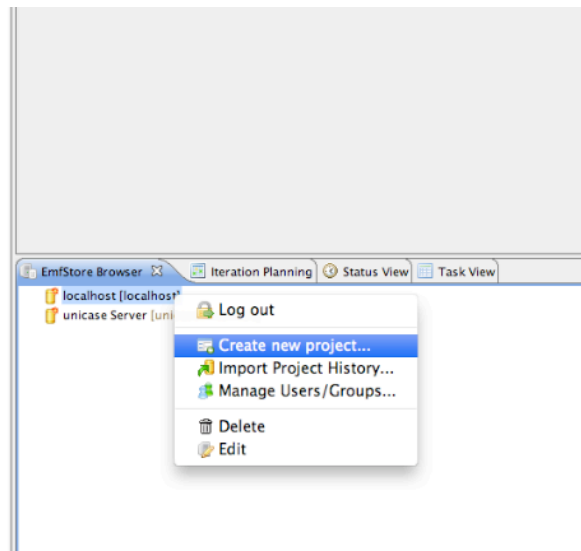 EmfStore Browser Iteration Planning Status View Task View
localhost [localhost]
unicase Server [uni
Log out
Create new project...
Import Project History...
Manage Users/Groups...
Delete
Edit